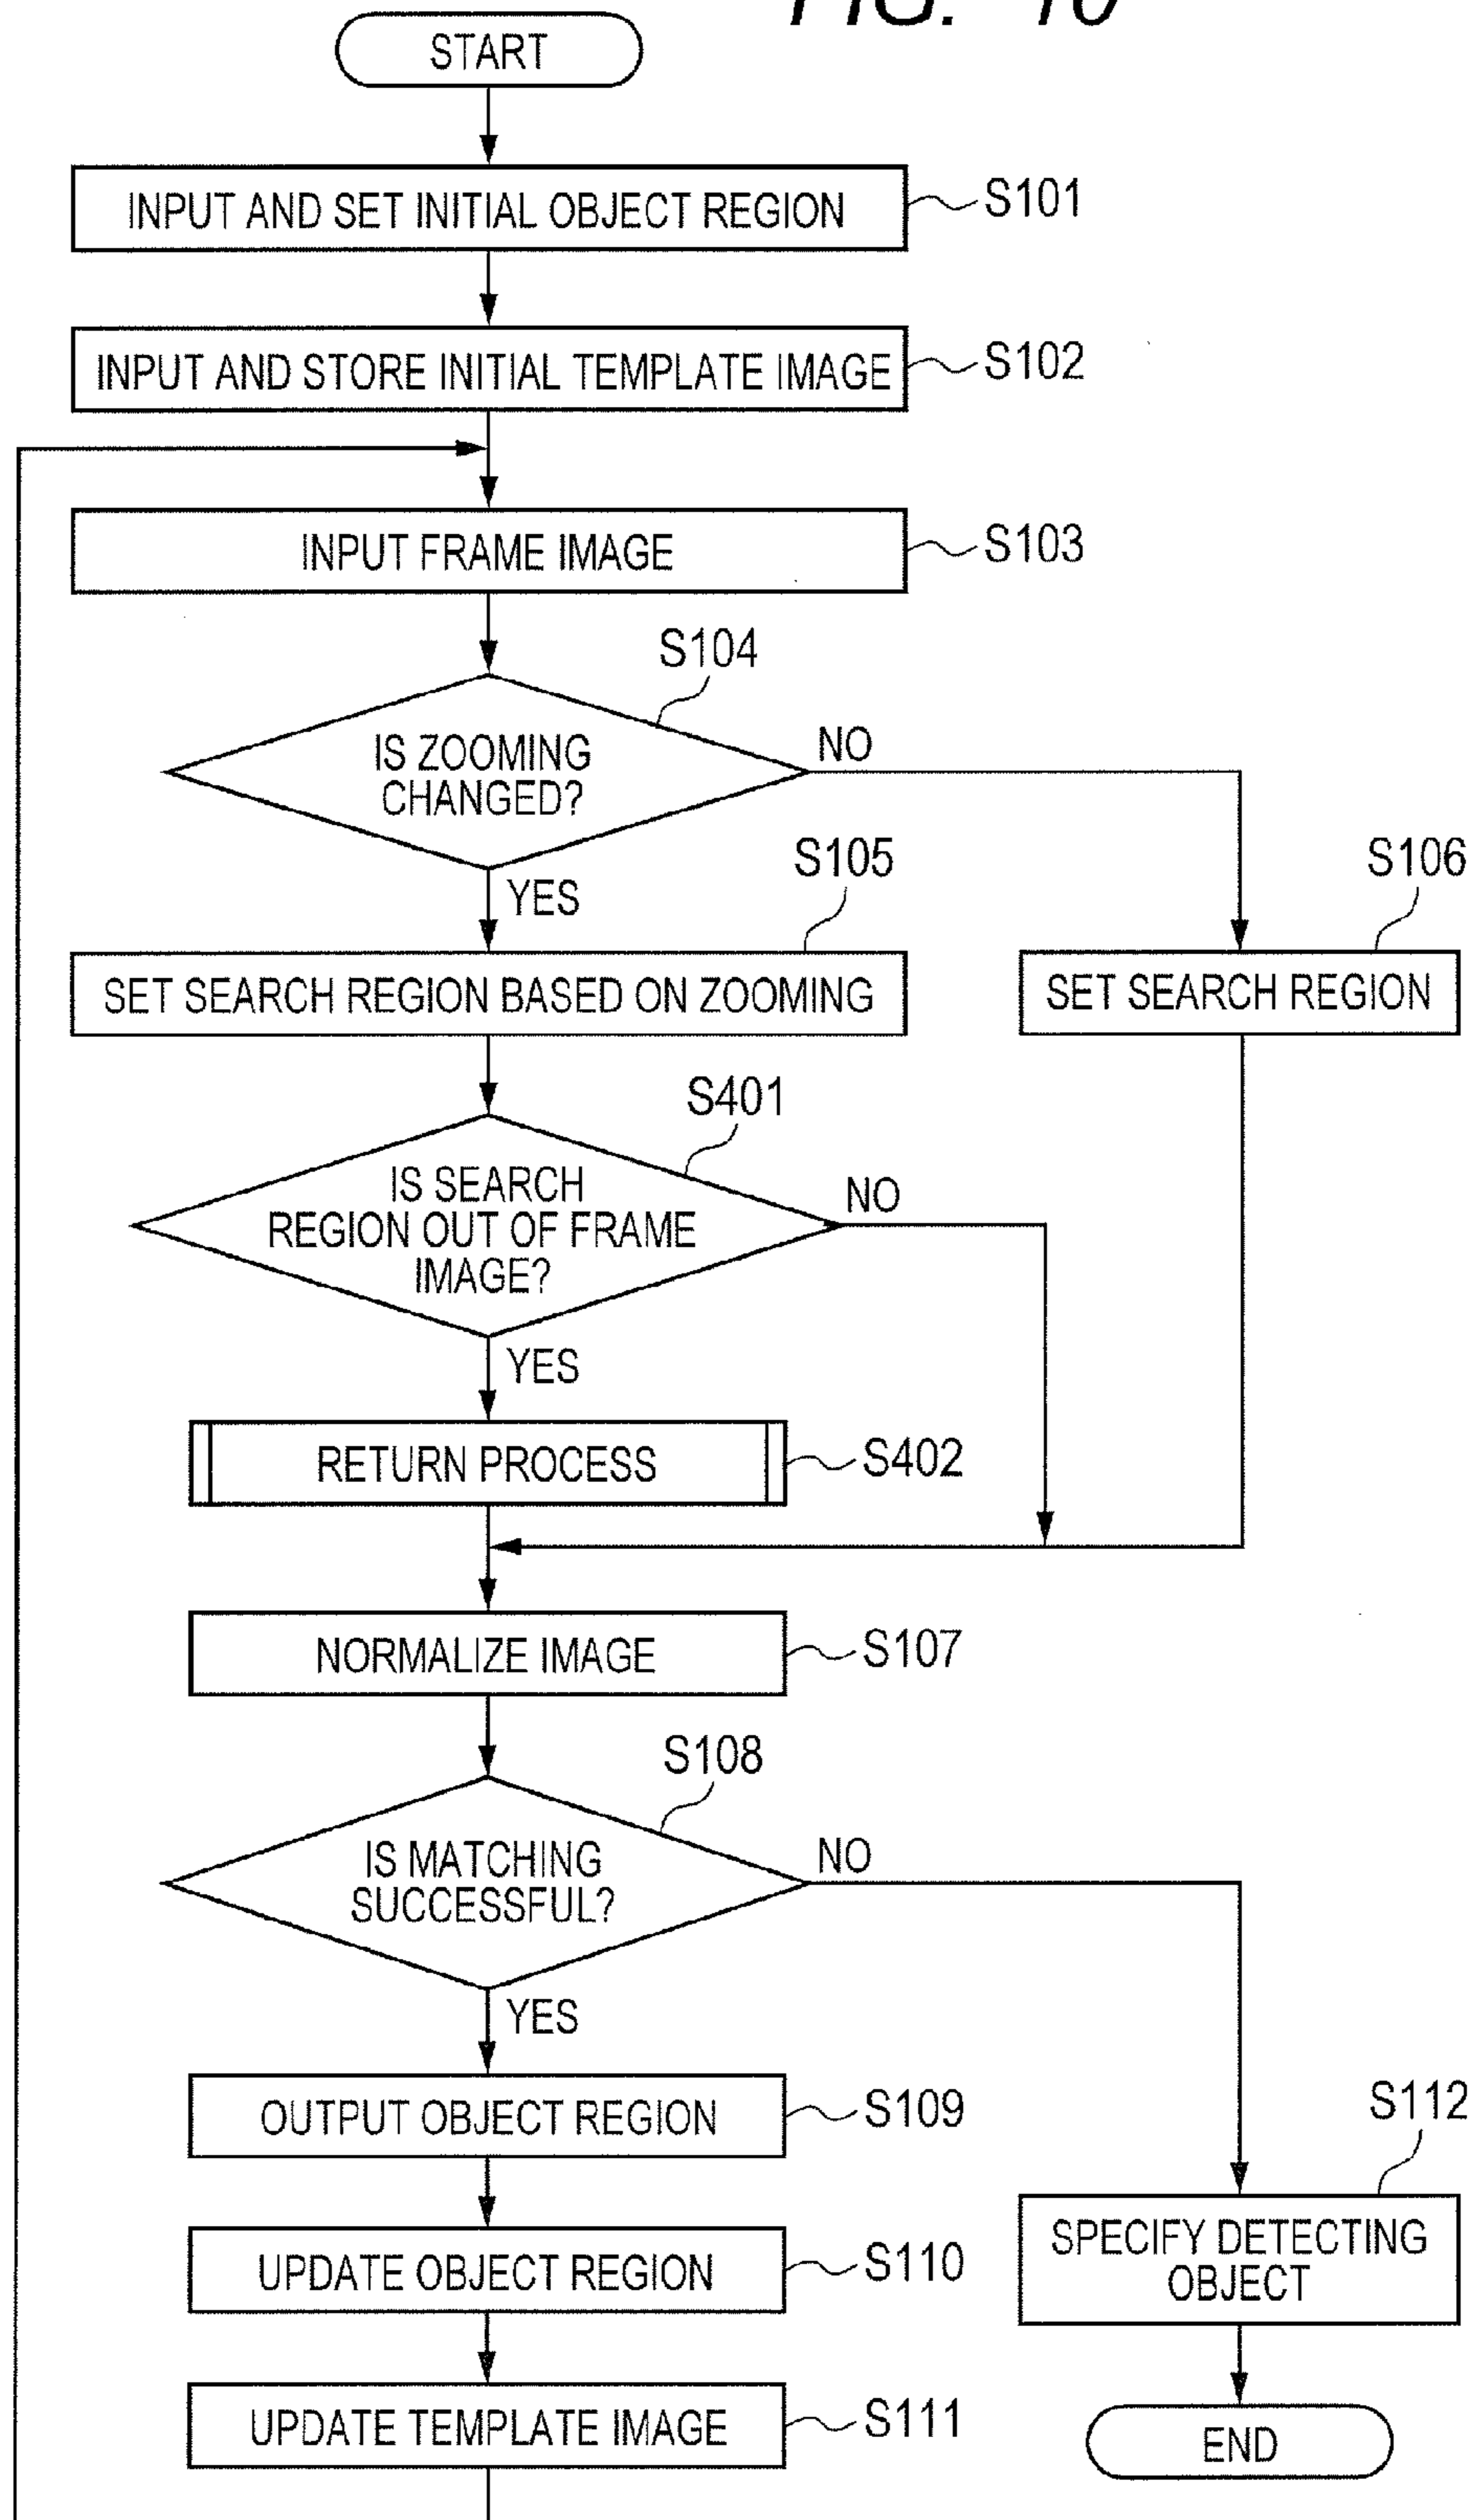 FIG. 10
START
INPUT AND SET INITIAL OBJECT REGION
S101
INPUT AND STORE INITIAL TEMPLATE IMAGE
S102
INPUT FRAME IMAGE
S103
S104
IS ZOOMING
CHANGED?
NO
YES
S105
S106
SET SEARCH REGION BASED ON ZOOMING
SET SEARCH REGION
S401
IS SEARCH
REGION OUT OF FRAME
IMAGE?
NO
YES
RETURN PROCESS
S402
NORMALIZE IMAGE
S107
S108
IS MATCHING
SUCCESSFUL?
NO
YES
OUTPUT OBJECT REGION
S109
S112
UPDATE OBJECT REGION
S110
SPECIFY DETECTING
OBJECT
UPDATE TEMPLATE IMAGE
S111
END